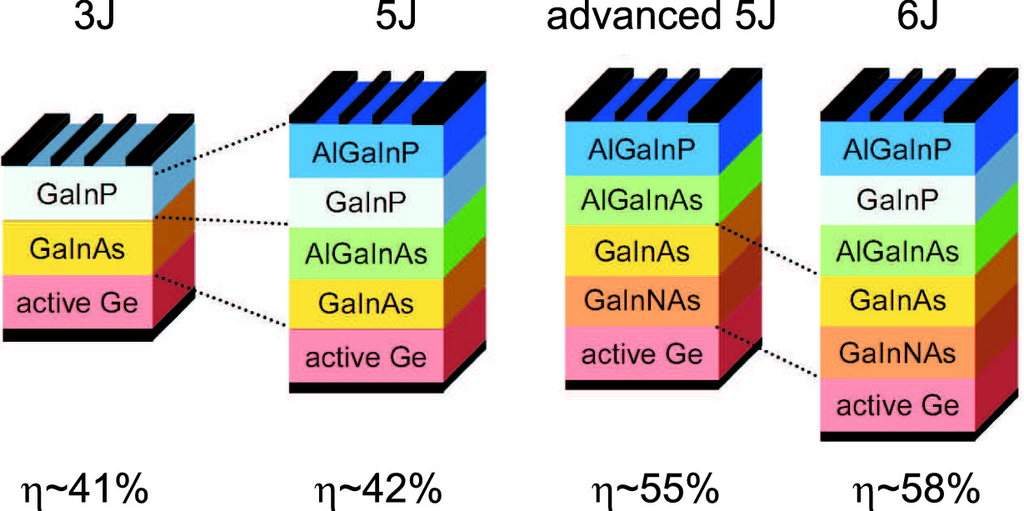 3J
5J
advanced 5J
6J
GaInP
GaInAs
active Ge
AlGaInP
GaInP
AlGaInAs
GaInAs
active Ge
AlGaInP
AlGaInAs
GaInAs
GaInNAs
active Ge
AlGaInP
GaInP
AlGaInAs
GaInAs
GaInNAs
active Ge
η~41%
η~42%
η~55%
η~58%